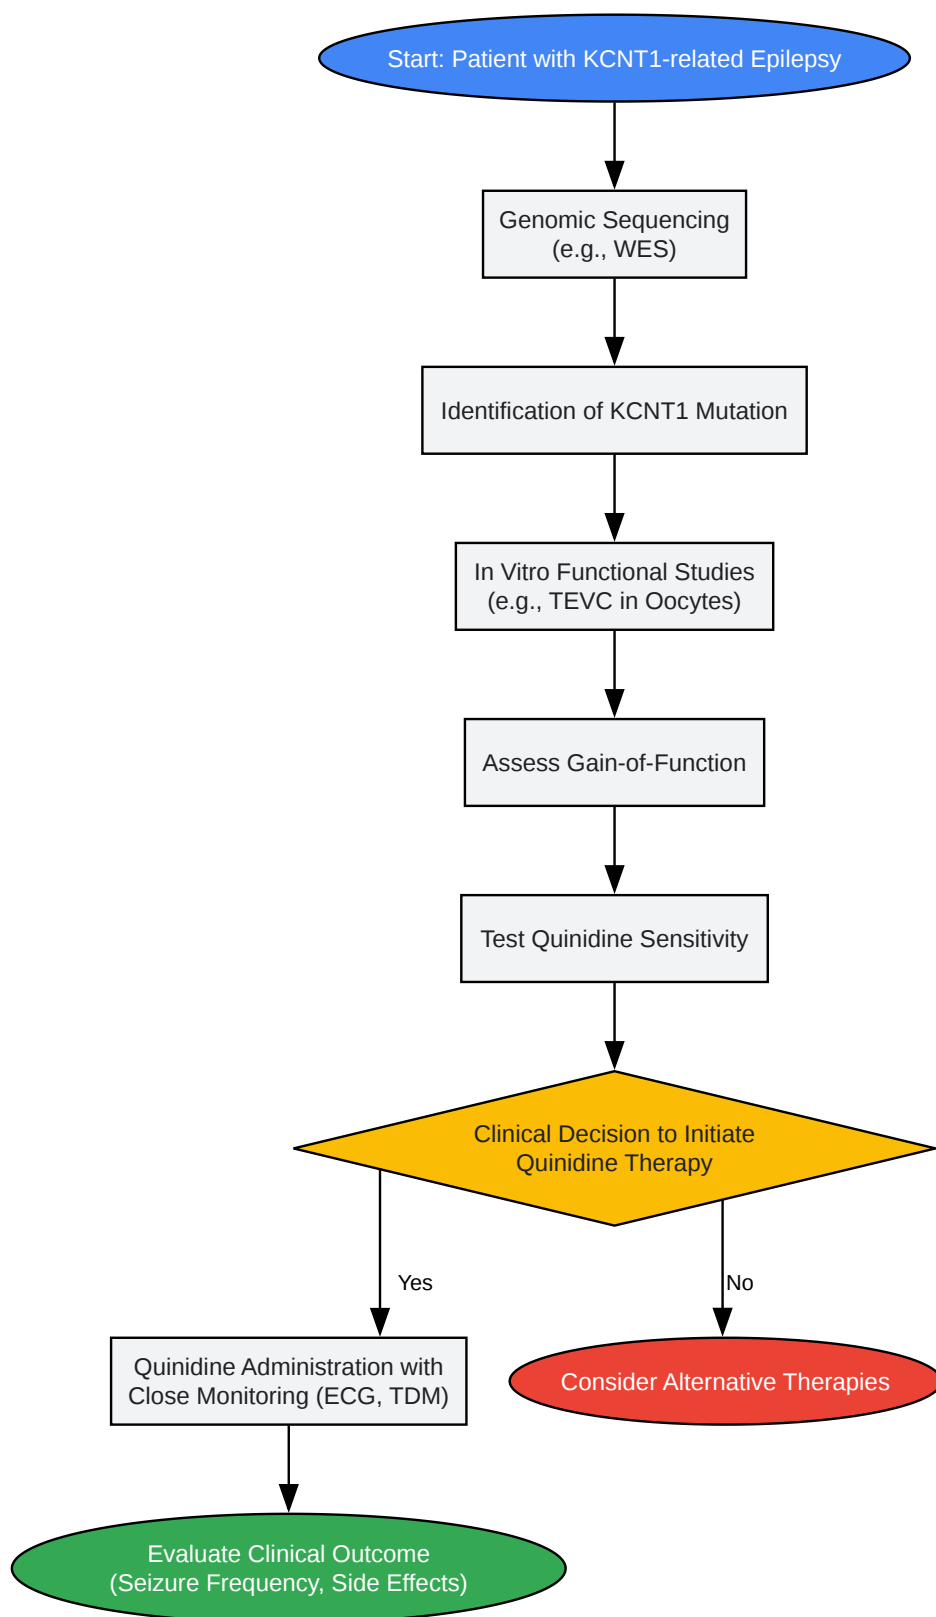 Start: Patient with KCNT1-related Epilepsy
Genomic Sequencing
(e.g., WES)
Identification of KCNT1 Mutation
In Vitro Functional Studies
(e.g., TEVC in Oocytes)
Assess Gain-of-Function
Test Quinidine Sensitivity
Clinical Decision to Initiate
Quinidine Therapy
Yes
No
Quinidine Administration with
Close Monitoring (ECG, TDM)
Consider Alternative Therapies
Evaluate Clinical Outcome
(Seizure Frequency, Side Effects)